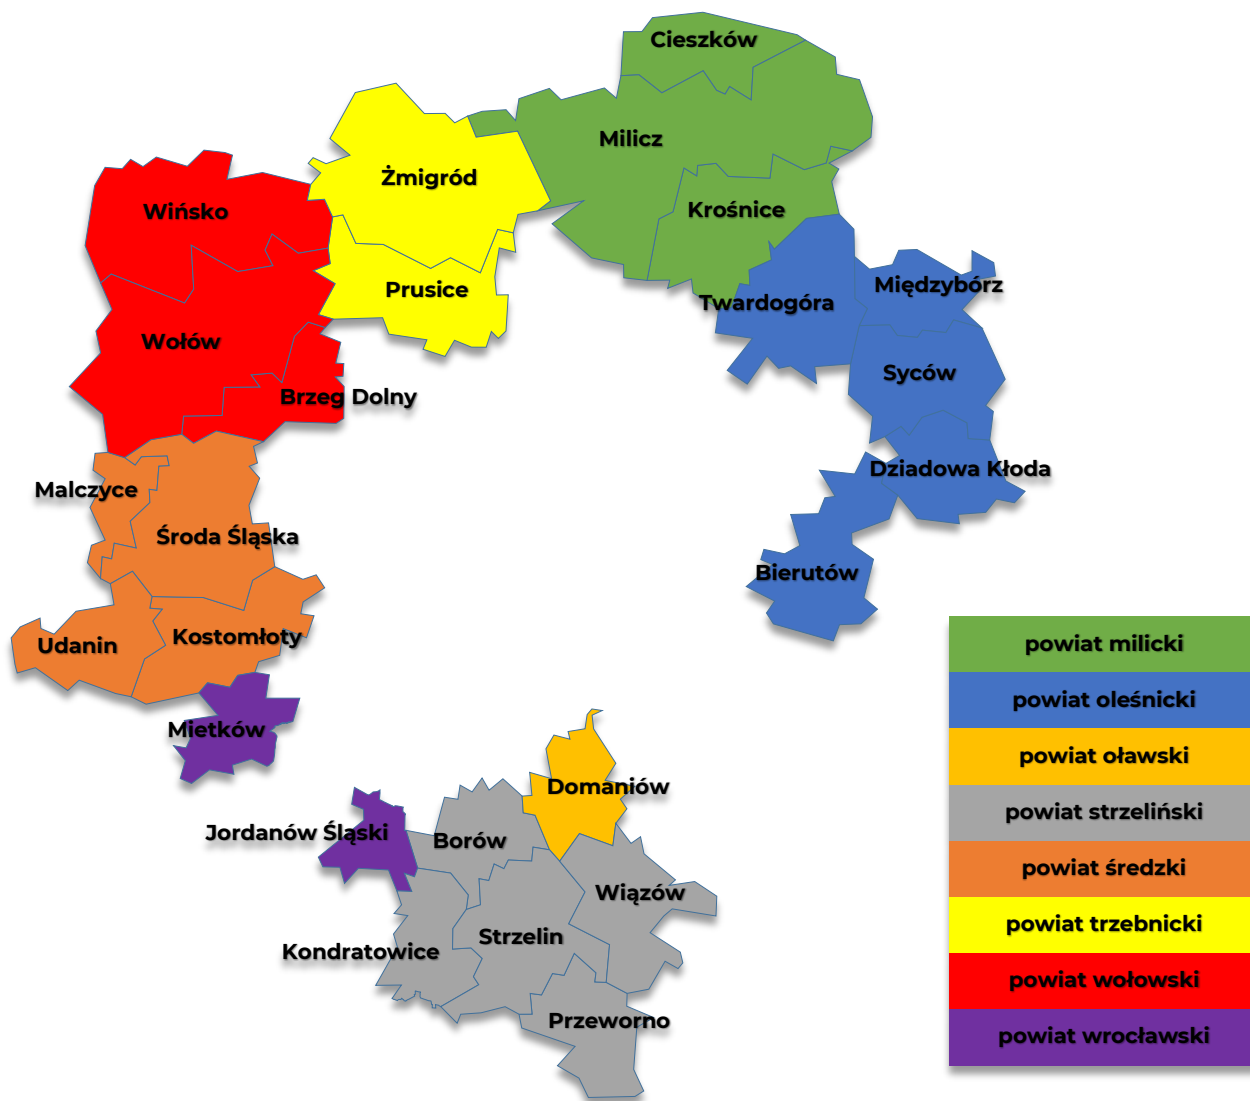 Cieszków
Milicz
Żmigród
Krośnice
Wińsko
Międzybórz
Prusice
Twardogóra
Wołów
Syców
Brzeg Dolny
Dziadowa Kłoda
Malczyce
Środa Śląska
Bierutów
Udanin
Kostomłoty
Mietków
Domaniów
Jordanów Śląski
Borów
Wiązów
Strzelin
Kondratowice
Przeworno
powiat milicki
powiat oleśnicki
powiat oławski
powiat strzeliński
powiat średzki
powiat trzebnicki
powiat wołowski
powiat wrocławski